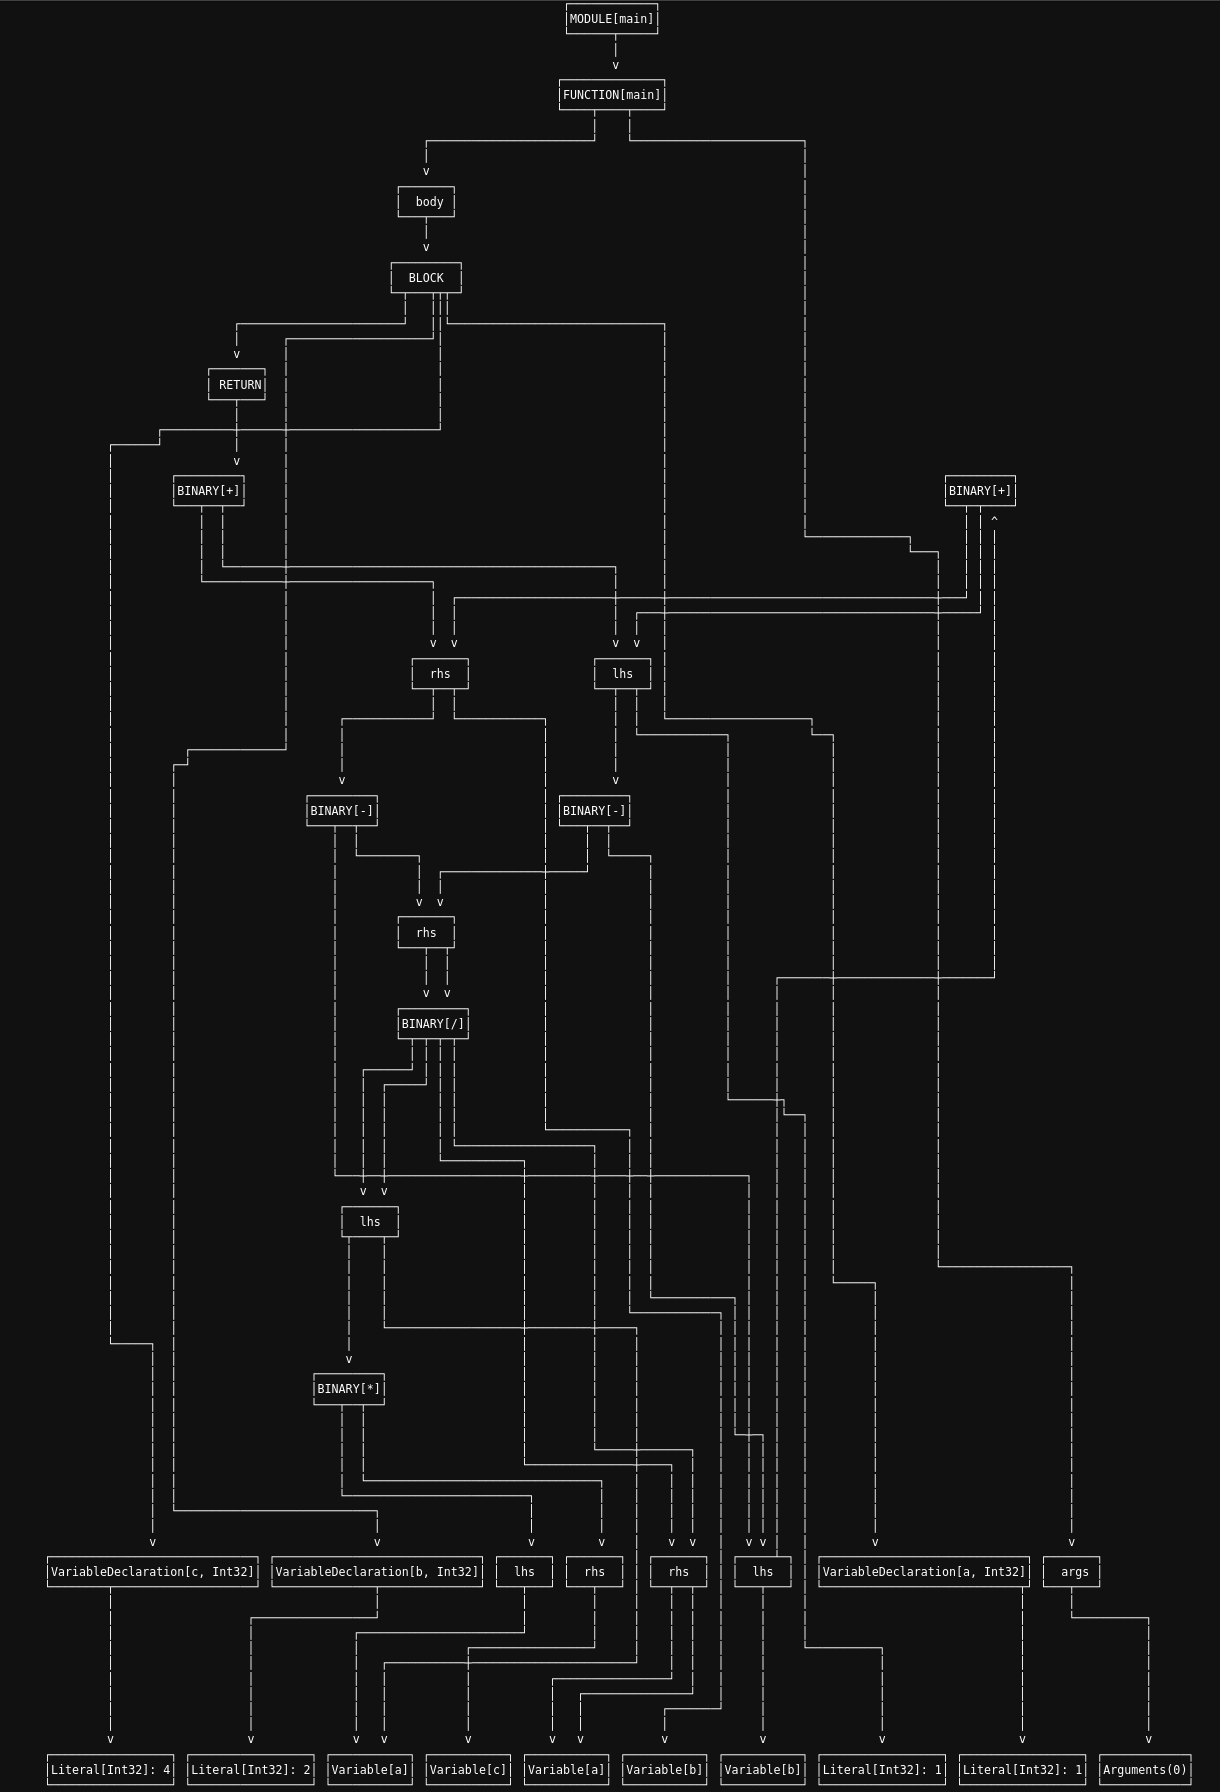 MODULE[main]
FUNCTION[main]
body
BLOCK
RETURN
BINARY[+] BINARY[+]
rhs lhs
BINARY[-] BINARY[-]
rhs
BINARY[/]
lhs
BINARY[*]
VariableDeclaration[c, Int32] VariableDeclaration[b, Int32] lhs rhs rhs lhs VariableDeclaration[a, Int32] args
Literal[Int32]: 4 Literal[Int32]: 2 Variable[a] Variable[c] Variable[a] Variable[b] Variable[b] Literal[Int32]: 1 Literal[Int32]: 1 Arguments(0)